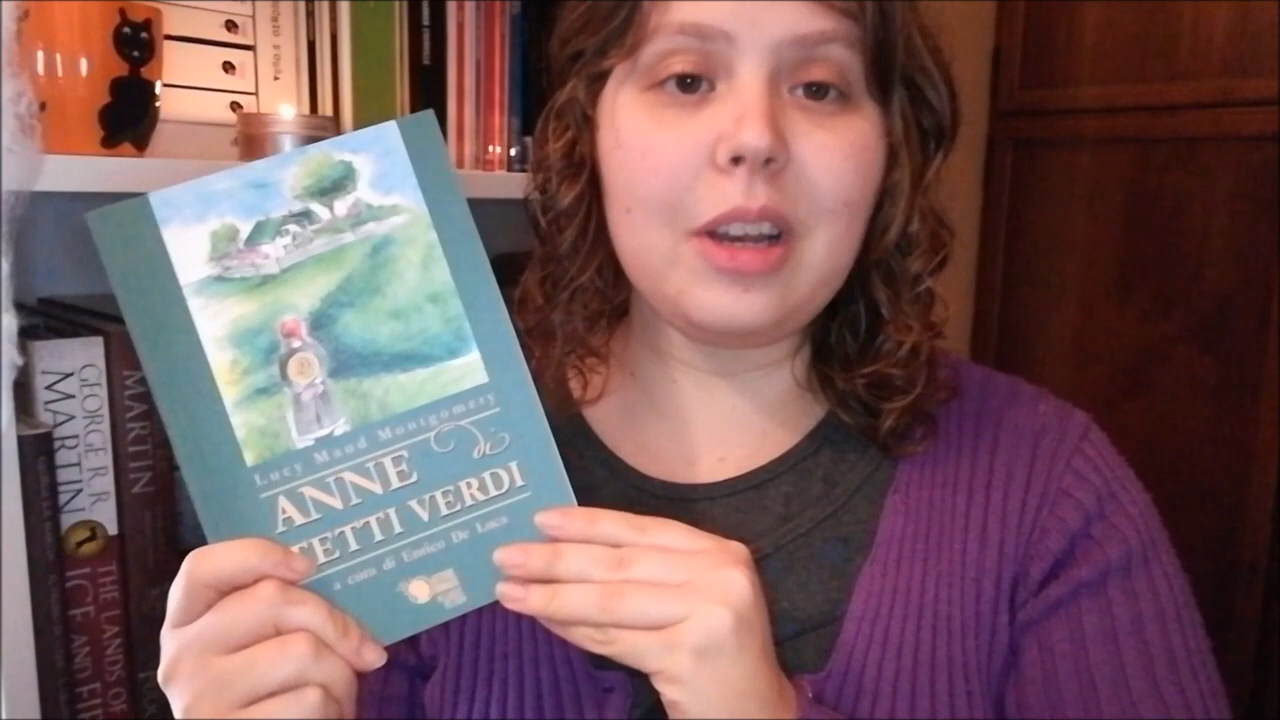 Lucy Maud Montgomery
ANNE di
TETTI VERDI
a cura di Enrico De Luca
GEORGE R.R.
MARTIN
THE LANDS OF
ICE AND FIR
MARTIN